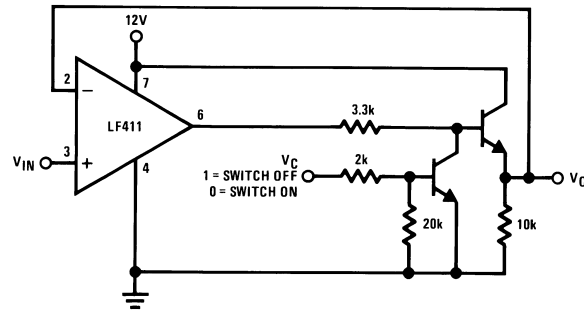 12V
2
7
−
LF411
6
3.3k
V_IN
3
+
4
V_C
1 = SWITCH OFF
0 = SWITCH ON
2k
20k
10k
V_O